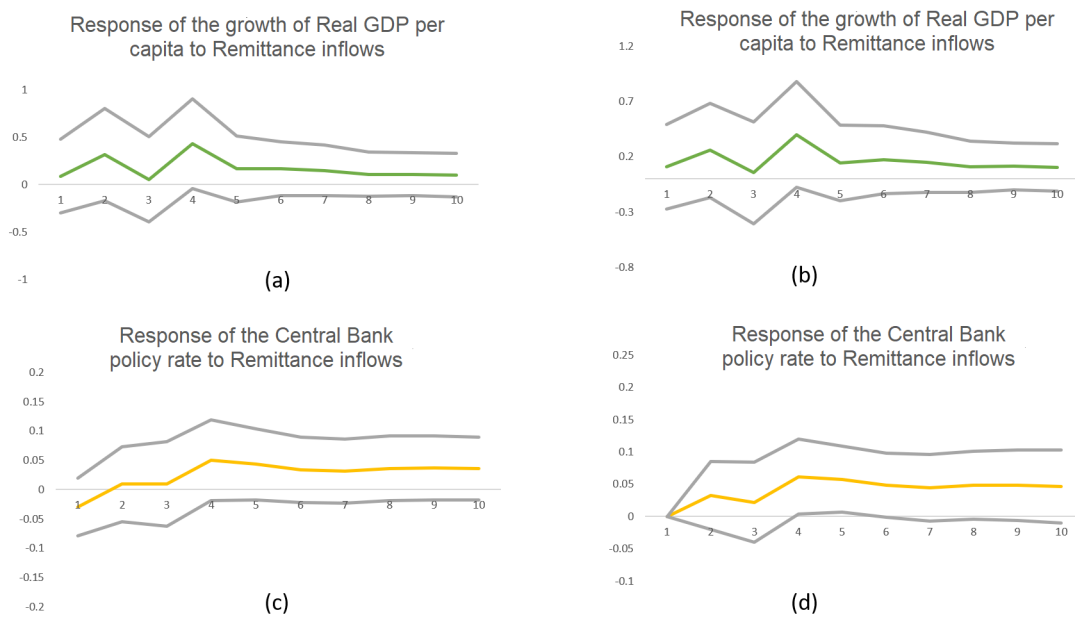 Response of the growth of Real GDP per
capita to Remittance inflows
1
0.5
0
-0.5
-1
1 2 3 4 5 6 7 8 9 10
(a)
Response of the growth of Real GDP per
capita to Remittance inflows
1.2
0.7
0.2
-0.3
-0.8
1 2 3 4 5 6 7 8 9 10
(b)
Response of the Central Bank
policy rate to Remittance inflows
0.2
0.15
0.1
0.05
0
-0.05
-0.1
-0.15
-0.2
1 2 3 4 5 6 7 8 9 10
(c)
Response of the Central Bank
policy rate to Remittance inflows
0.25
0.2
0.15
0.1
0.05
0
-0.05
-0.1
1 2 3 4 5 6 7 8 9 10
(d)